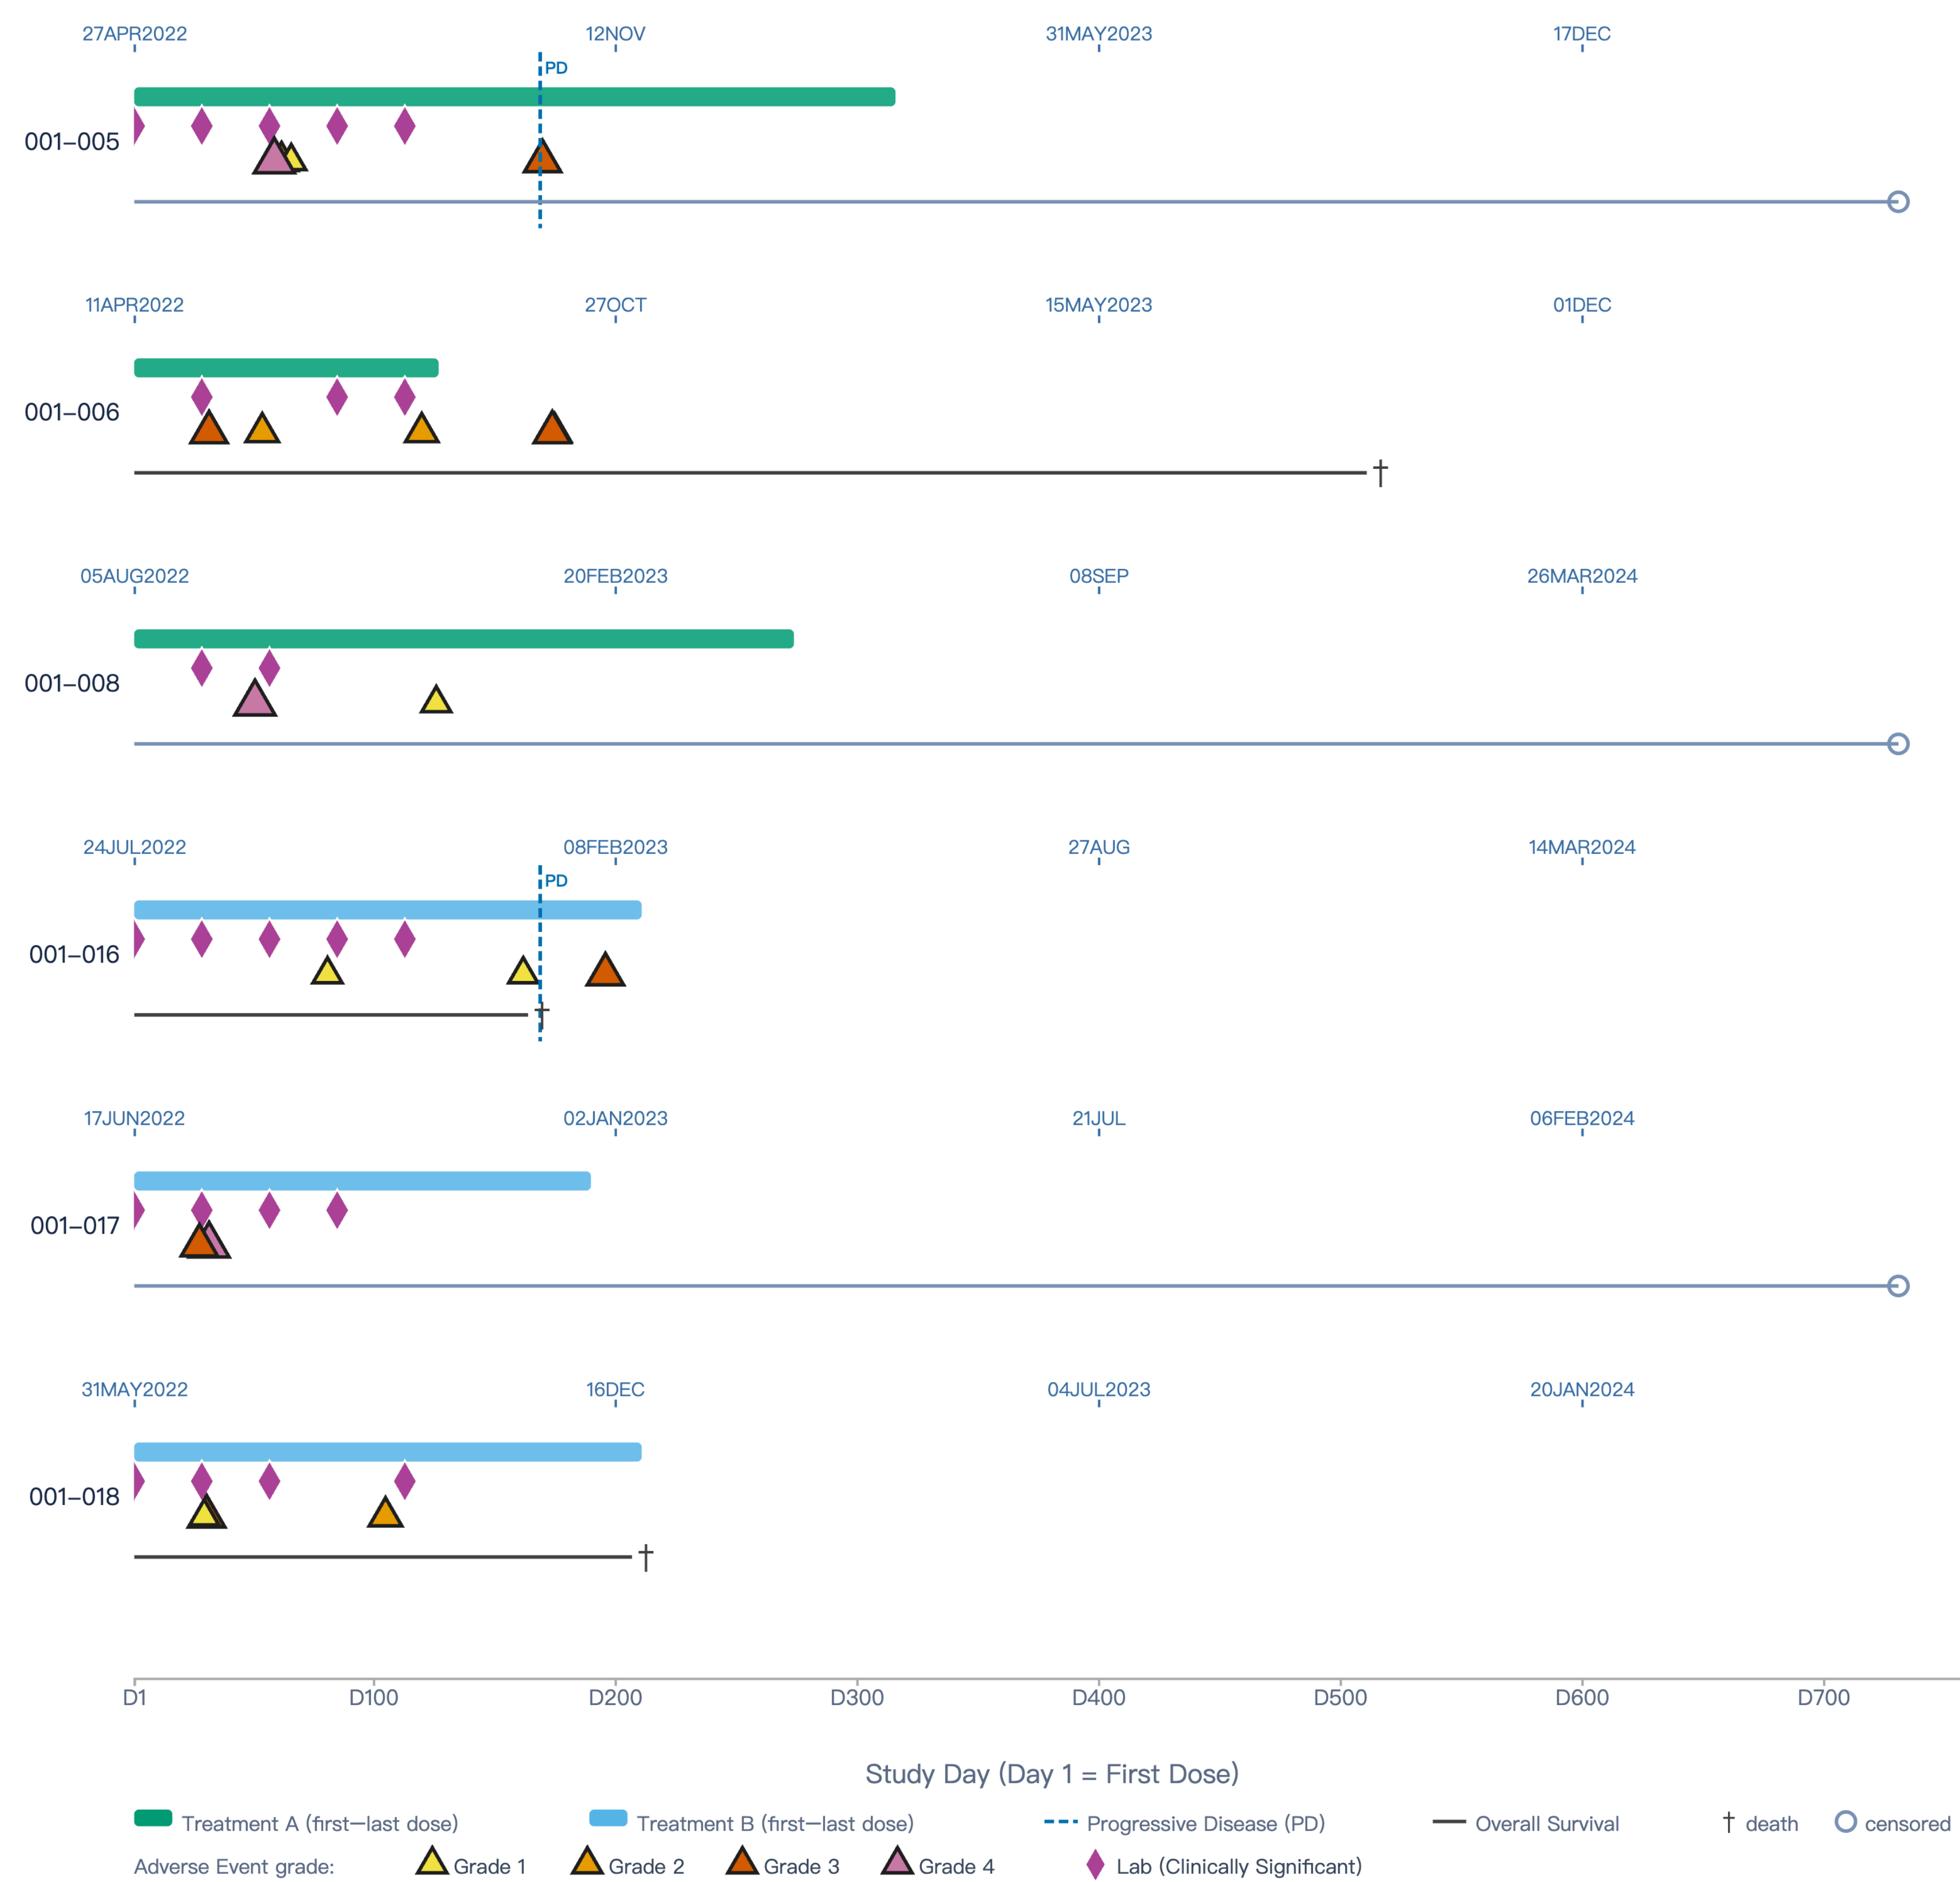 27APR2022 12NOV 31MAY2023 17DEC
PD
001–005
11APR2022 27OCT 15MAY2023 01DEC
001–006
†
05AUG2022 20FEB2023 08SEP 26MAR2024
001–008
24JUL2022 08FEB2023 27AUG 14MAR2024
PD
001–016
†
17JUN2022 02JAN2023 21JUL 06FEB2024
001–017
31MAY2022 16DEC 04JUL2023 20JAN2024
001–018
†
D1 D100 D200 D300 D400 D500 D600 D700
Study Day (Day 1 = First Dose)
Treatment A (first–last dose) Treatment B (first–last dose) Progressive Disease (PD) Overall Survival † death censored
Adverse Event grade: Grade 1 Grade 2 Grade 3 Grade 4 Lab (Clinically Significant)